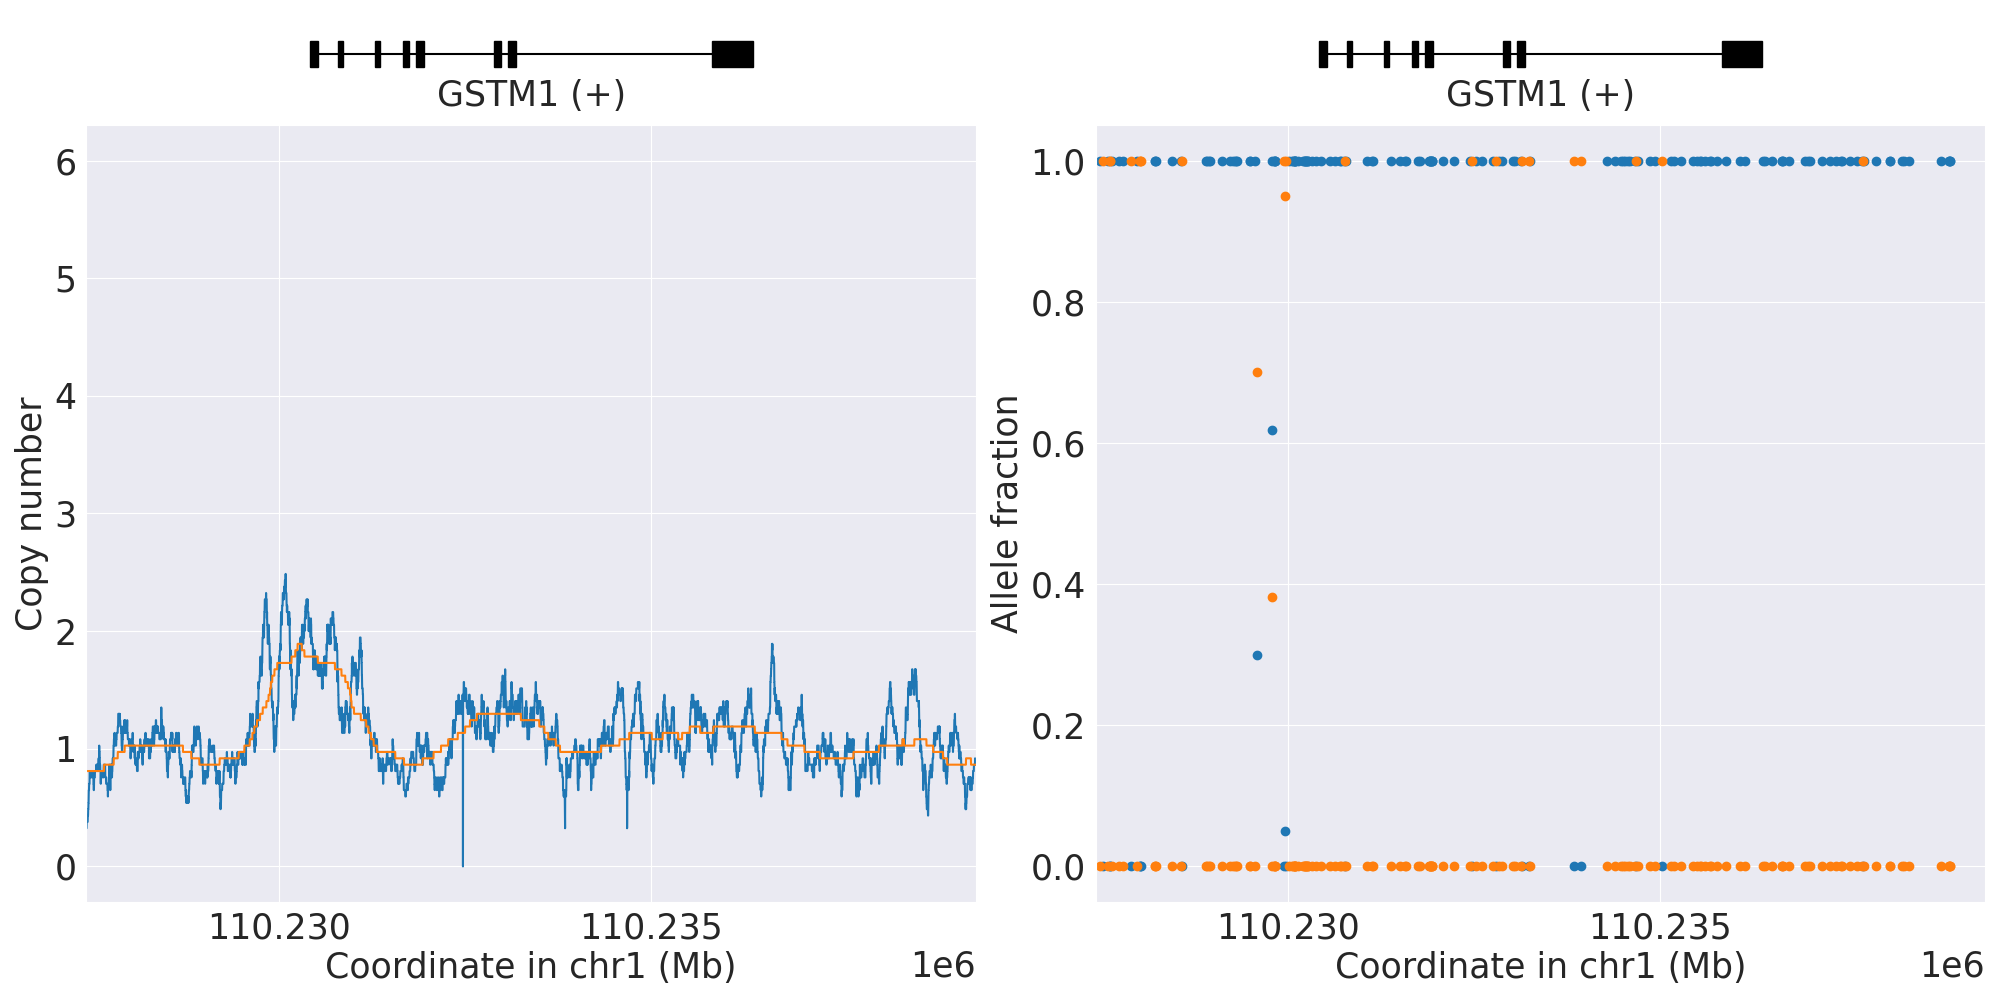 GSTM1 (+)
GSTM1 (+)
Copy number
6
5
4
3
2
1
0
110.230
110.235
Coordinate in chr1 (Mb)
1e6
Allele fraction
1.0
0.8
0.6
0.4
0.2
0.0
110.230
110.235
Coordinate in chr1 (Mb)
1e6